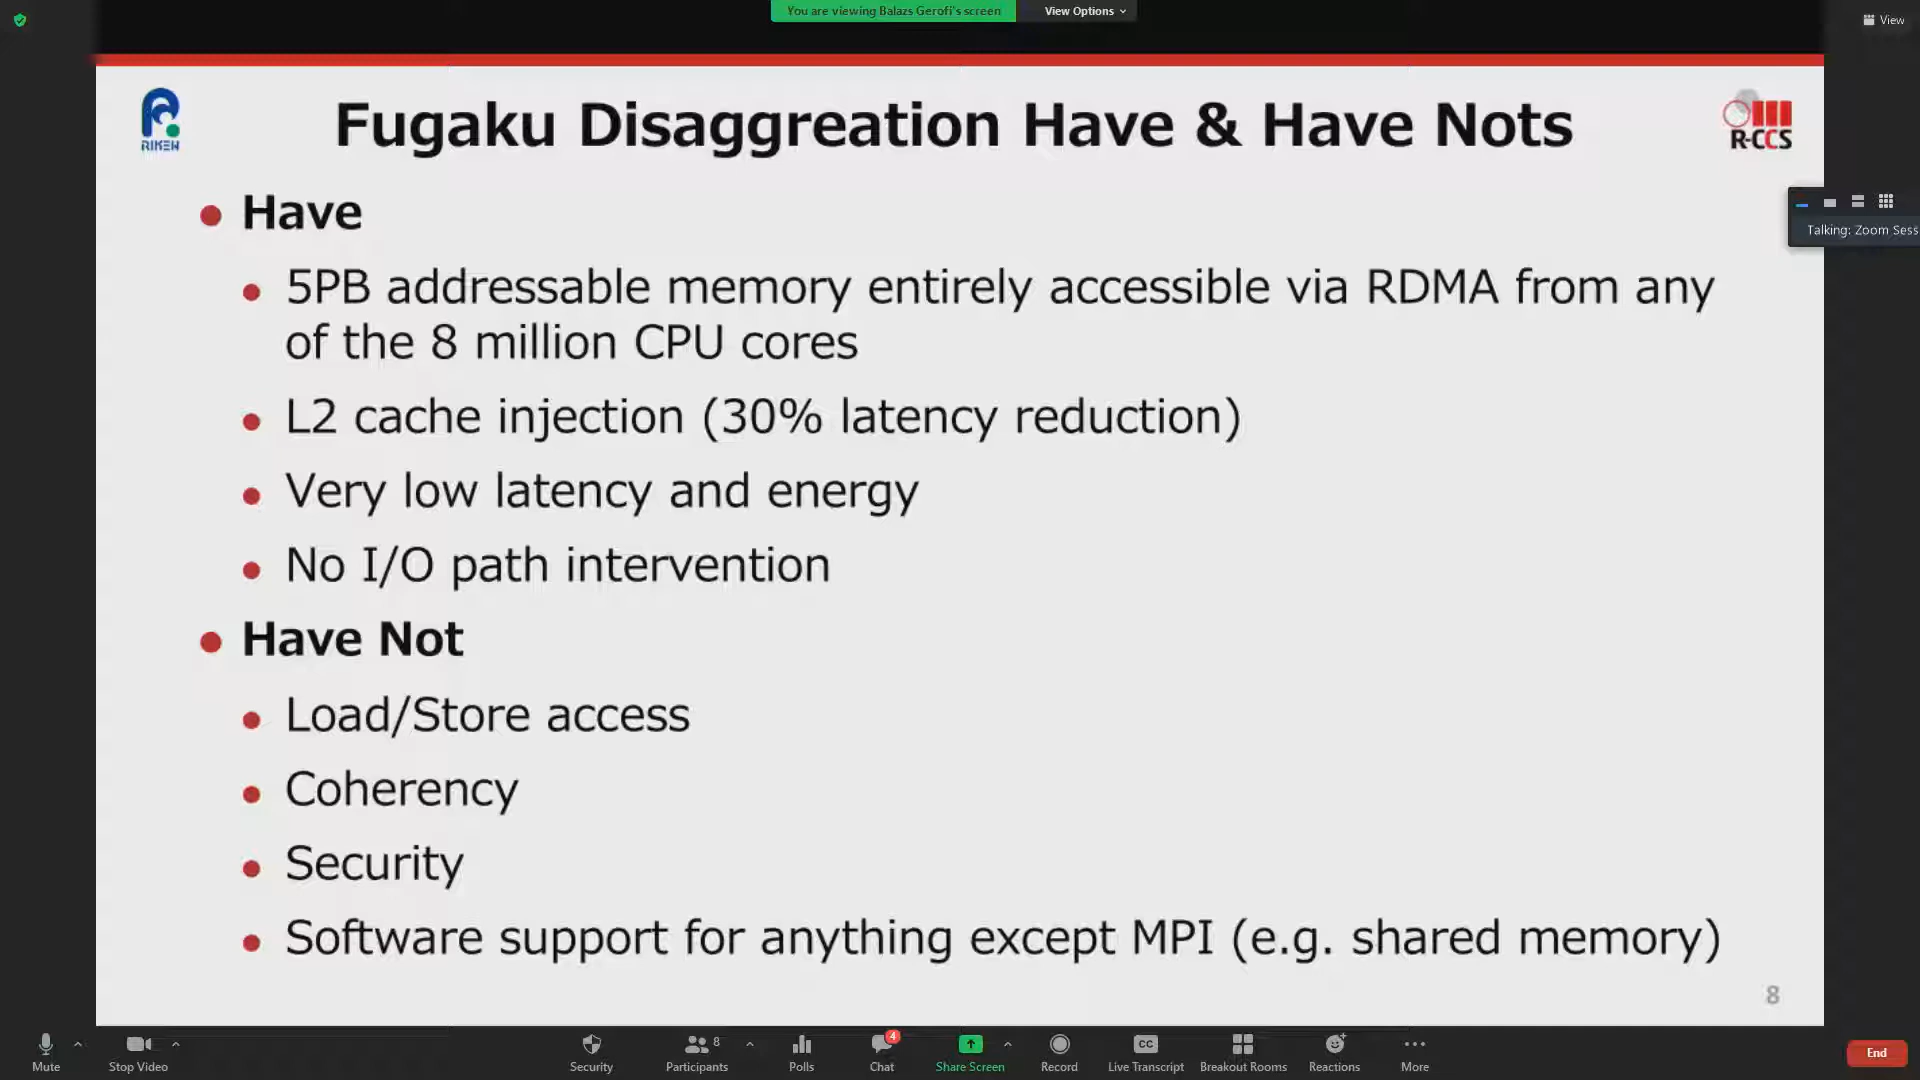 You are viewing Balazs Gerofi's screen
View Options
View
RIKEN
Fugaku Disaggreation Have & Have Nots
R-CCS
Have
Talking: Zoom Sess
5PB addressable memory entirely accessible via RDMA from any
of the 8 million CPU cores
L2 cache injection (30% latency reduction)
Very low latency and energy
No I/O path intervention
Have Not
Load/Store access
Coherency
Security
Software support for anything except MPI (e.g. shared memory)
8
Mute
Stop Video
Security
8
Participants
Polls
4
Chat
Share Screen
Record
CC
Live Transcript
Breakout Rooms
Reactions
More
End